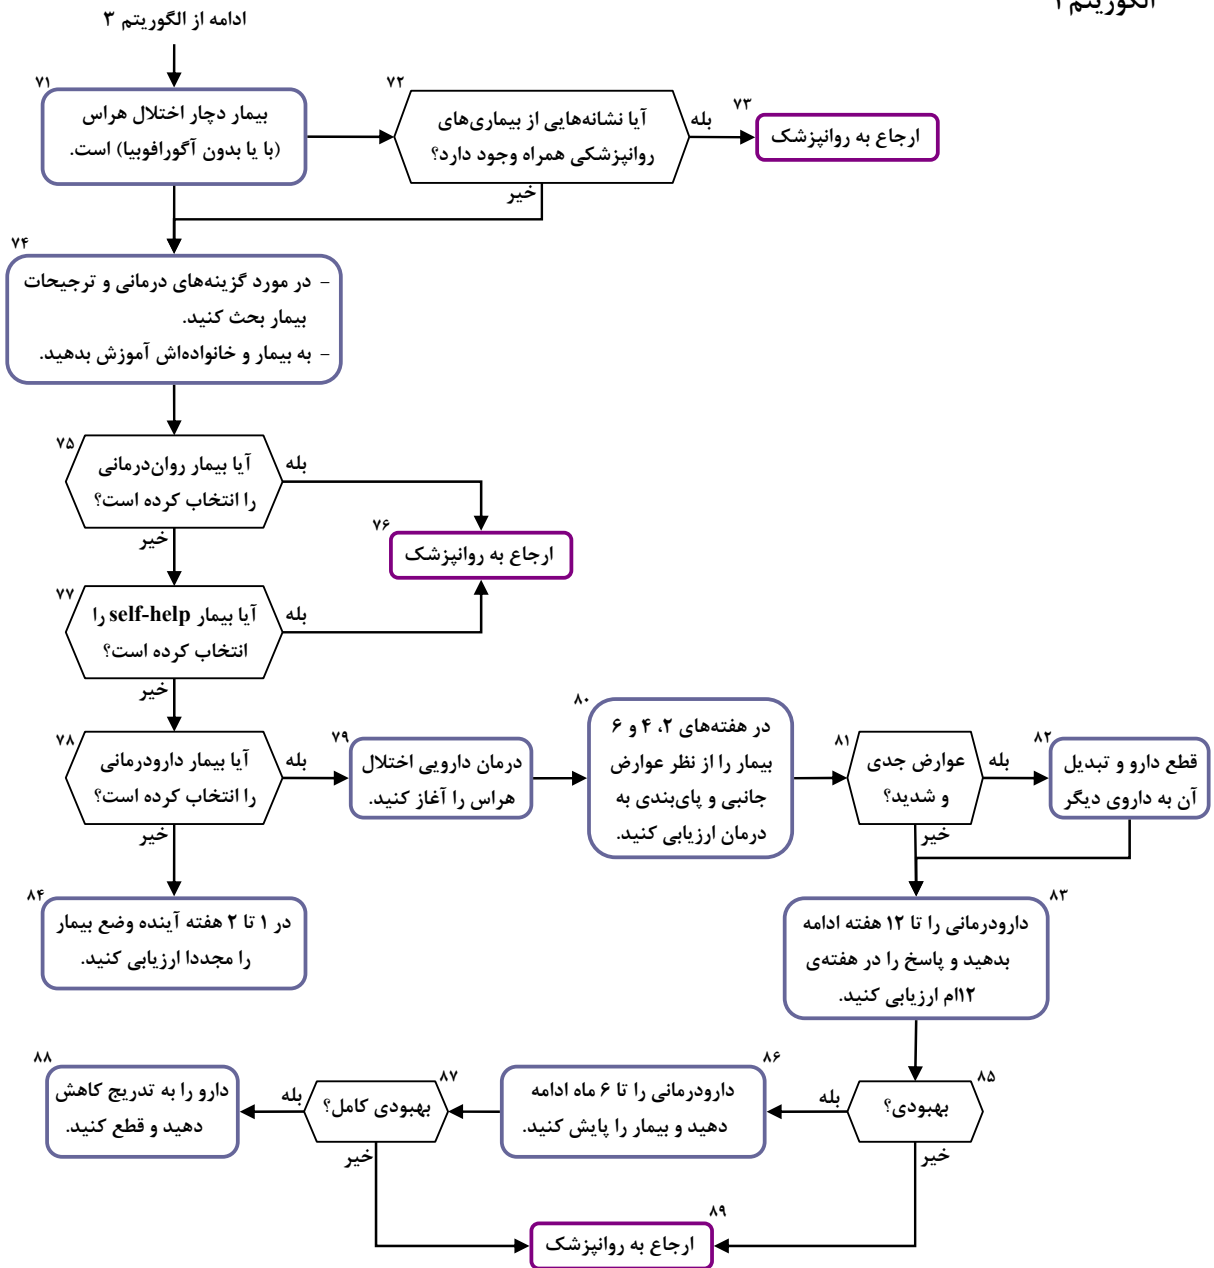 الگوریتم ۲
ادامه از الگوریتم ۳
۷۱
بیمار دچار اختلال هراس
(با یا بدون آگورافوبیا) است.
۷۲
آیا نشانه‌هایی از بیماری‌های
روانپزشکی همراه وجود دارد؟
بله
۷۳
ارجاع به روانپزشک
خیر
۷۴
- در مورد گزینه‌های درمانی و ترجیحات
بیمار بحث کنید.
- به بیمار و خانواده‌اش آموزش بدهید.
۷۵
آیا بیمار روان‌درمانی
را انتخاب کرده است؟
بله
خیر
۷۶
ارجاع به روانپزشک
۷۷
آیا بیمار self-help را
انتخاب کرده است؟
بله
خیر
۷۸
آیا بیمار دارودرمانی
را انتخاب کرده است؟
بله
خیر
۷۹
درمان دارویی اختلال
هراس را آغاز کنید.
۸۰
در هفته‌های ۲، ۴ و ۶
بیمار را از نظر عوارض
جانبی و پای‌بندی به
درمان ارزیابی کنید.
۸۱
عوارض جدی
و شدید؟
بله
خیر
۸۲
قطع دارو و تبدیل
آن به داروی دیگر
۸۴
در ۱ تا ۲ هفته آینده وضع بیمار
را مجددا ارزیابی کنید.
۸۳
دارودرمانی را تا ۱۲ هفته ادامه
بدهید و پاسخ را در هفته‌ی
۱۲ام ارزیابی کنید.
۸۵
بهبودی؟
بله
خیر
۸۶
دارودرمانی را تا ۶ ماه ادامه
دهید و بیمار را پایش کنید.
۸۷
بهبودی کامل؟
بله
خیر
۸۸
دارو را به تدریج کاهش
دهید و قطع کنید.
۸۹
ارجاع به روانپزشک